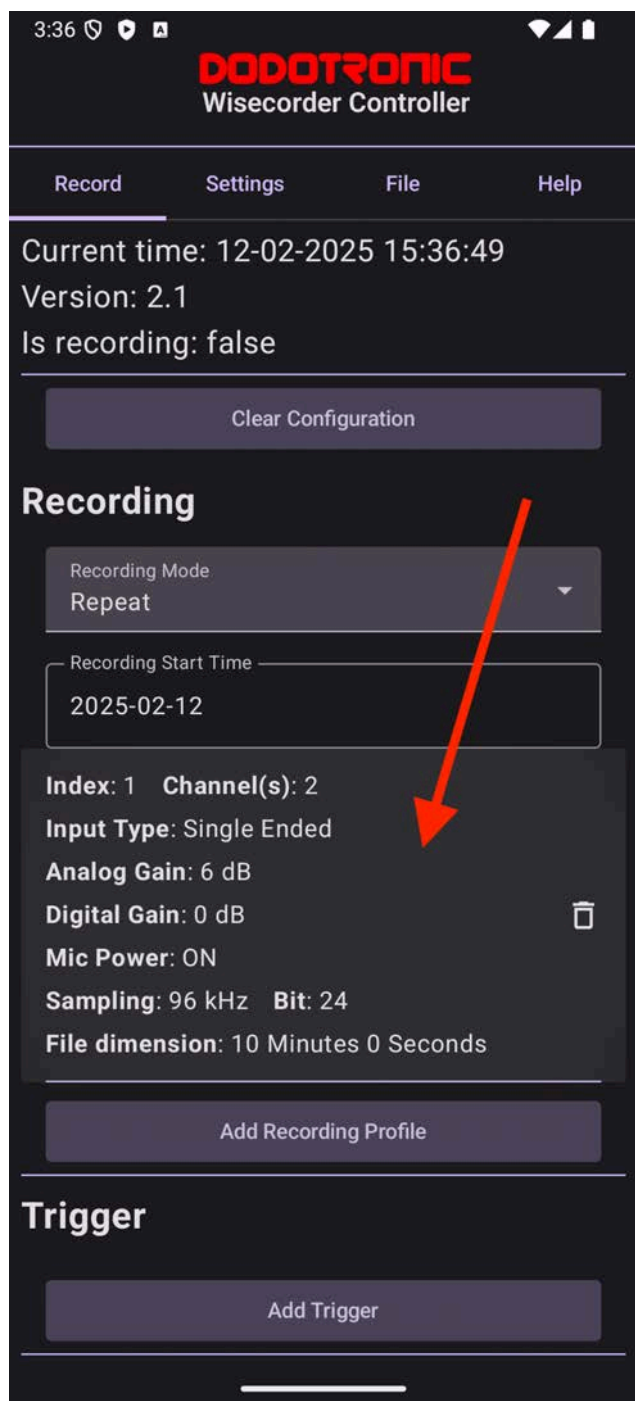 3:36
DODOTRONIC
Wisecorder Controller
Record Settings File Help
Current time: 12-02-2025 15:36:49
Version: 2.1
Is recording: false
Clear Configuration
Recording
Recording Mode
Repeat
Recording Start Time
2025-02-12
Index: 1 Channel(s): 2
Input Type: Single Ended
Analog Gain: 6 dB
Digital Gain: 0 dB
Mic Power: ON
Sampling: 96 kHz Bit: 24
File dimension: 10 Minutes 0 Seconds
Add Recording Profile
Trigger
Add Trigger